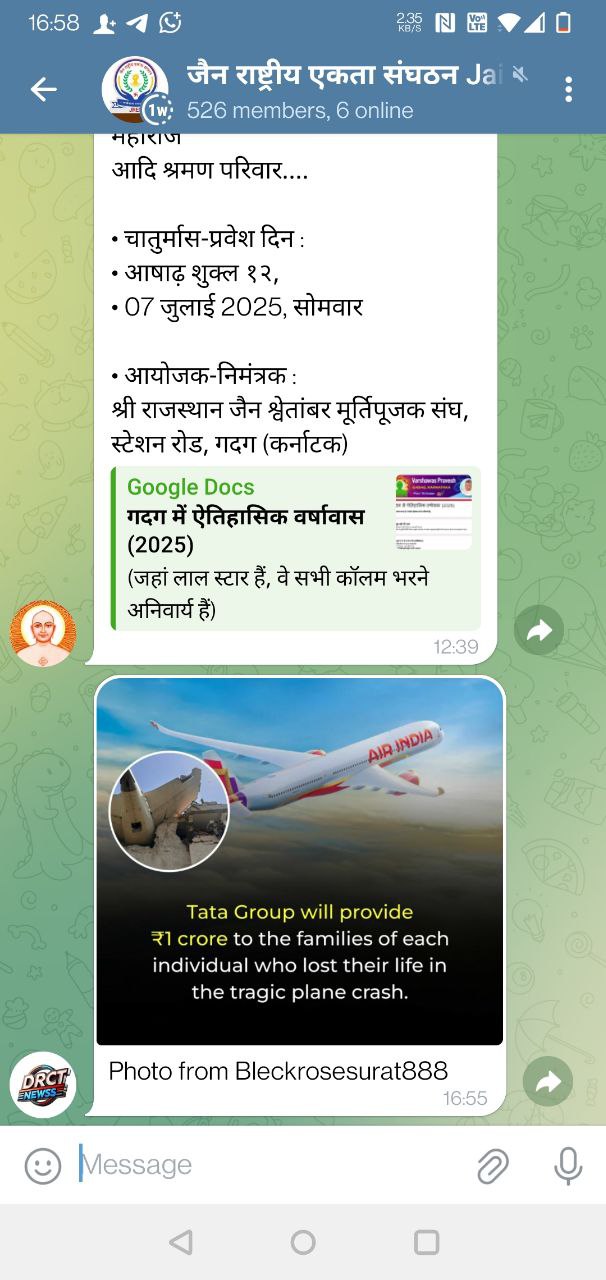 16:58
2.35
KB/S
Vo))
LTE
जैन राष्ट्रीय एकता संघठन Jai
1w
526 members, 6 online
महाराज
आदि श्रमण परिवार....
• चातुर्मास-प्रवेश दिन :
• आषाढ़ शुक्ल १२,
• 07 जुलाई 2025, सोमवार
• आयोजक-निमंत्रक :
श्री राजस्थान जैन श्वेतांबर मूर्तिपूजक संघ,
स्टेशन रोड, गदग (कर्नाटक)
Google Docs
गदग में ऐतिहासिक वर्षावास
(2025)
Varshawas Pravesh
(जहां लाल स्टार हैं, वे सभी कॉलम भरने
अनिवार्य हैं)
12:39
AIR INDIA
Tata Group will provide
₹1 crore to the families of each
individual who lost their life in
the tragic plane crash.
DRCT
NEWSS
Photo from Bleckrosesurat888
16:55
Message